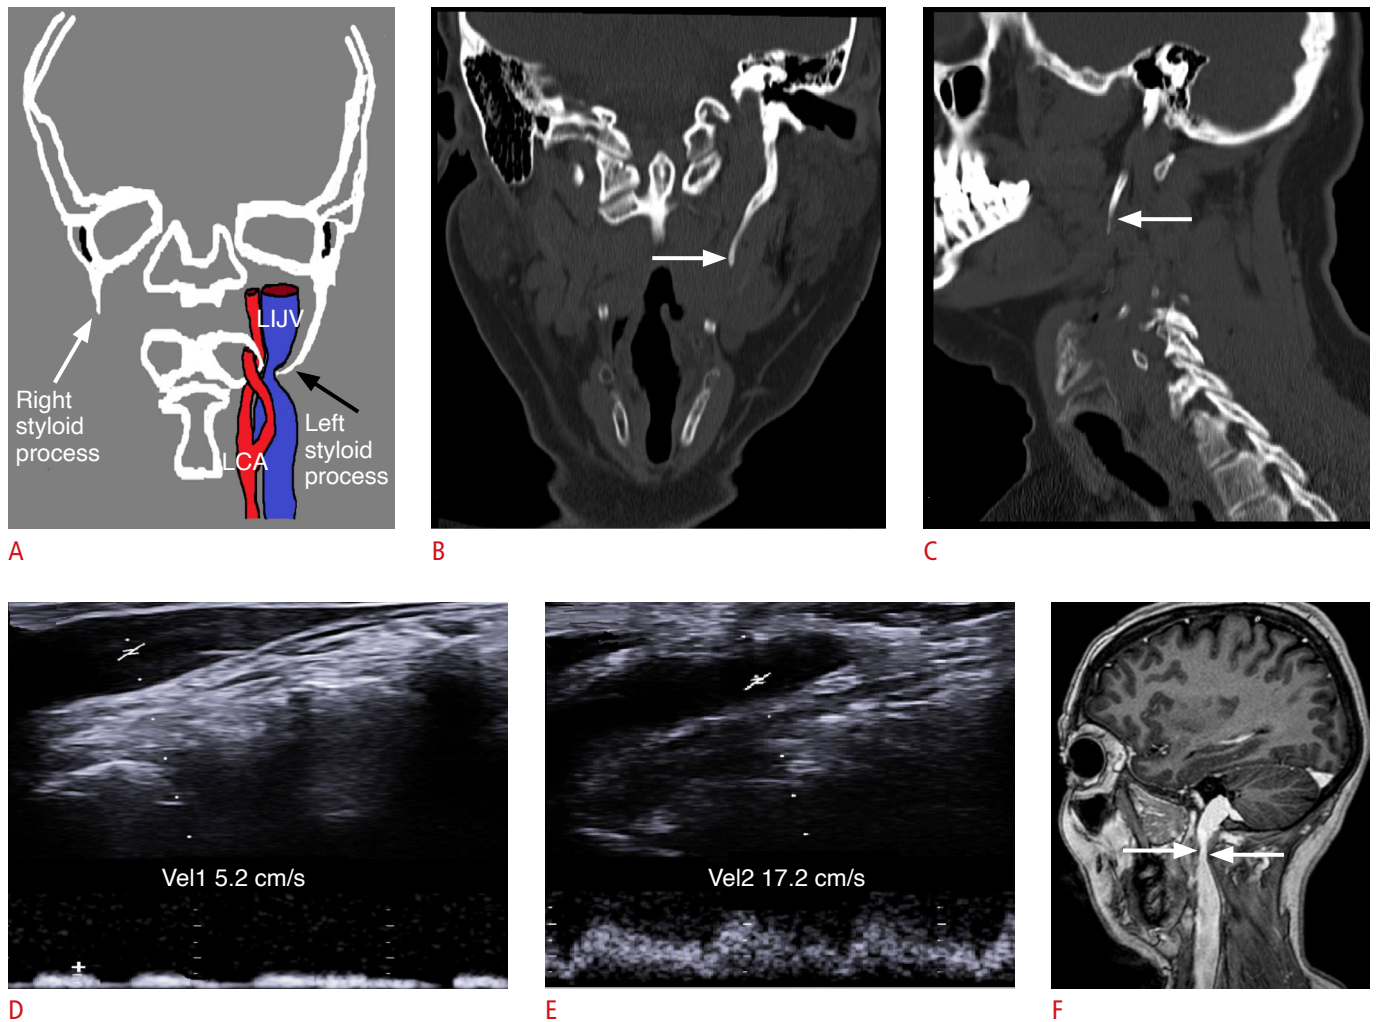 LIJV
Right
styloid
process
Left
styloid
process
LCA
A
B
C
Vel1 5.2 cm/s
Vel2 17.2 cm/s
D
E
F